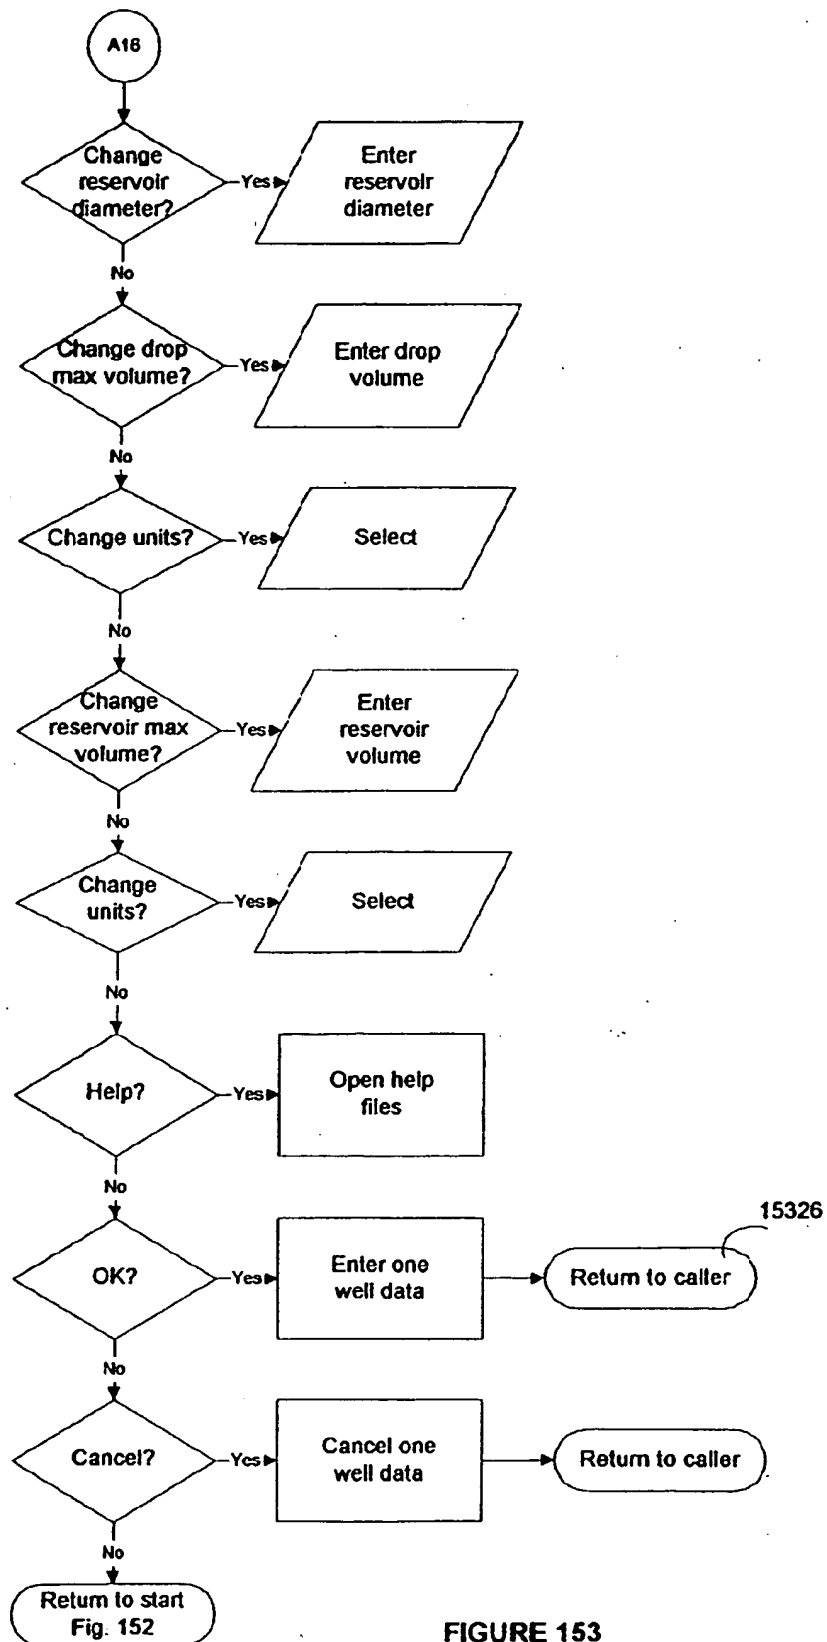 A16
Change
reservoir
diameter?
Yes
Enter
reservoir
diameter
No
Change drop
max volume?
Yes
Enter drop
volume
No
Change units?
Yes
Select
No
Change
reservoir max
volume?
Yes
Enter
reservoir
volume
No
Change
units?
Yes
Select
No
Help?
Yes
Open help
files
No
15326
OK?
Yes
Enter one
well data
Return to caller
No
Cancel?
Yes
Cancel one
well data
Return to caller
No
Return to start
Fig. 152
FIGURE 153